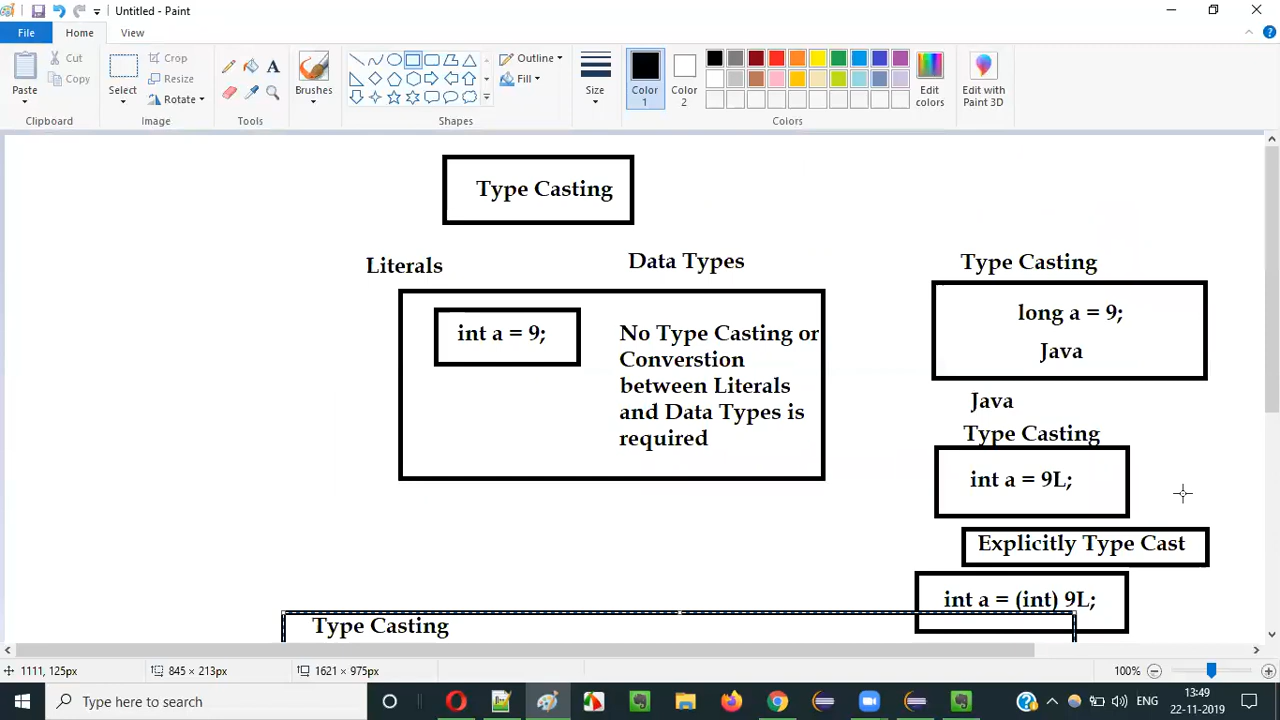 Untitled - Paint
File
Home
View
Paste
Cut
Copy
Clipboard
Select
Crop
Resize
Rotate
Image
A
Tools
Brushes
Outline
Fill
Shapes
Size
Color 1
Color 2
Edit colors
Colors
Edit with Paint 3D
Type Casting
Literals
Data Types
int a = 9;
No Type Casting or
Converstion
between Literals
and Data Types is
required
Type Casting
long a = 9;
Java
Java
Type Casting
int a = 9L;
Explicitly Type Cast
int a = (int) 9L;
Type Casting
1111, 125px
845 × 213px
1621 × 975px
100%
Type here to search
ENG
13:49
22-11-2019